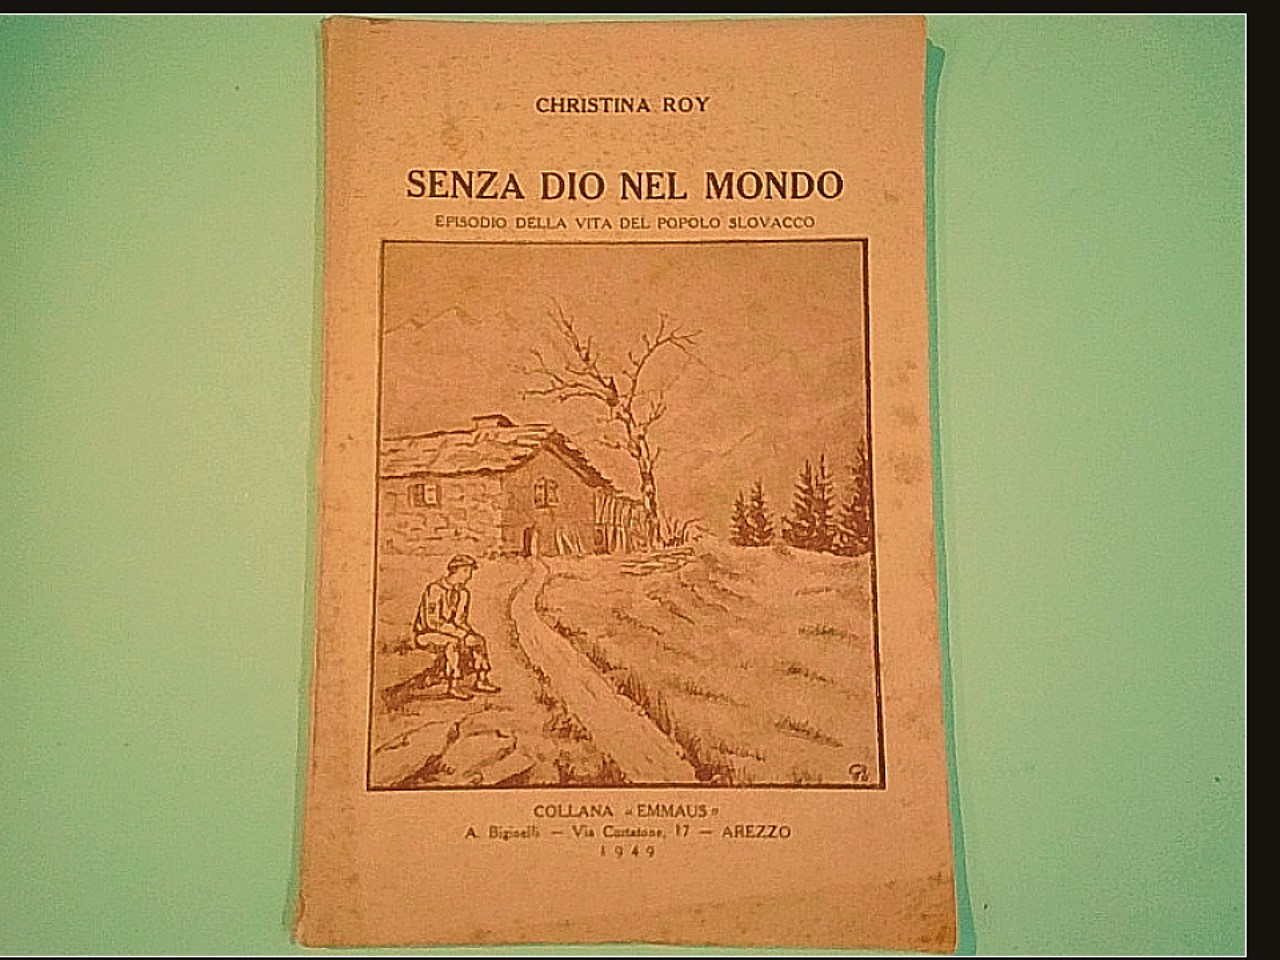 CHRISTINA ROY
SENZA DIO NEL MONDO
EPISODIO DELLA VITA DEL POPOLO SLOVACCO
COLLANA «EMMAUS»
A. Biginelli — Via Curtatone, 17 — AREZZO
1949